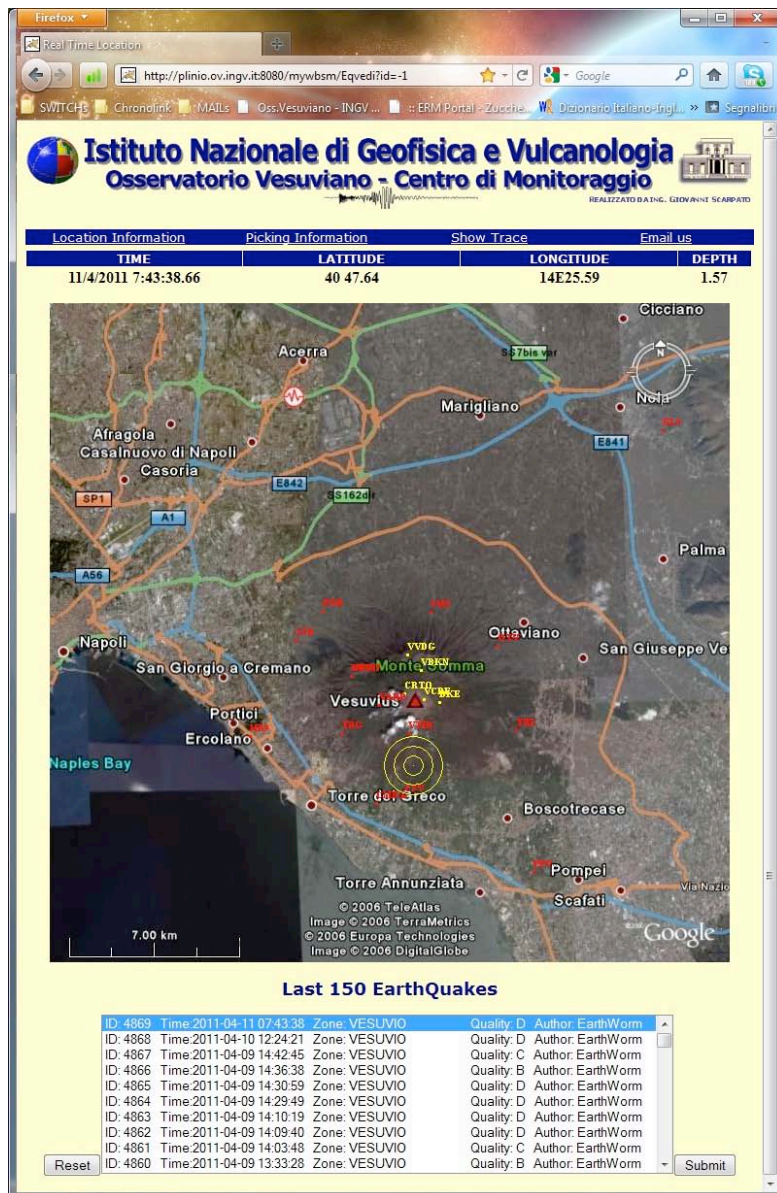 Firefox
Real Time Location
http://plinio.ov.ingv.it:8080/mywbsm/Eqvedi?id=-1
Google
SWITCHs Chronolink MAILs Oss.Vesuviano - INGV ... :: ERM Portal - Zucche... Dizionario Italiano-Ingl... » Segnalibri
Istituto Nazionale di Geofisica e Vulcanologia
Osservatorio Vesuviano - Centro di Monitoraggio
REALIZZATO DA ING. GIOVANNI SCARPATO
Location Information Picking Information Show Trace Email us
TIME LATITUDE LONGITUDE DEPTH
11/4/2011 7:43:38.66 40 47.64 14E25.59 1.57
Cicciano
Acerra
SS7bis var
N
Marigliano
Nola
Afragola
Casalnuovo di Napoli
E841
Casoria
E842
SP1
SS162dir
A1
Palma
A56
Ottaviano
Napoli
VVDG
San Giuseppe Ve
VBKN
Monte Somma
San Giorgio a Cremano
CRTO
Vesuvius
BKE
Portici
Ercolano
Naples Bay
Torre del Greco
Boscotrecase
Pompei
Torre Annunziata
Scafati
Via Nazio
© 2006 TeleAtlas
Image © 2006 TerraMetrics
© 2006 Europa Technologies
Image © 2006 DigitalGlobe
7.00 km
Google
Last 150 EarthQuakes
ID: 4869 Time:2011-04-11 07:43:38 Zone: VESUVIO Quality: D Author: EarthWorm
ID: 4868 Time:2011-04-10 12:24:21 Zone: VESUVIO Quality: D Author: EarthWorm
ID: 4867 Time:2011-04-09 14:42:45 Zone: VESUVIO Quality: C Author: EarthWorm
ID: 4866 Time:2011-04-09 14:36:38 Zone: VESUVIO Quality: B Author: EarthWorm
ID: 4865 Time:2011-04-09 14:30:59 Zone: VESUVIO Quality: D Author: EarthWorm
ID: 4864 Time:2011-04-09 14:29:49 Zone: VESUVIO Quality: D Author: EarthWorm
ID: 4863 Time:2011-04-09 14:10:19 Zone: VESUVIO Quality: D Author: EarthWorm
ID: 4862 Time:2011-04-09 14:09:40 Zone: VESUVIO Quality: D Author: EarthWorm
ID: 4861 Time:2011-04-09 14:03:48 Zone: VESUVIO Quality: C Author: EarthWorm
ID: 4860 Time:2011-04-09 13:33:28 Zone: VESUVIO Quality: B Author: EarthWorm
Reset
Submit